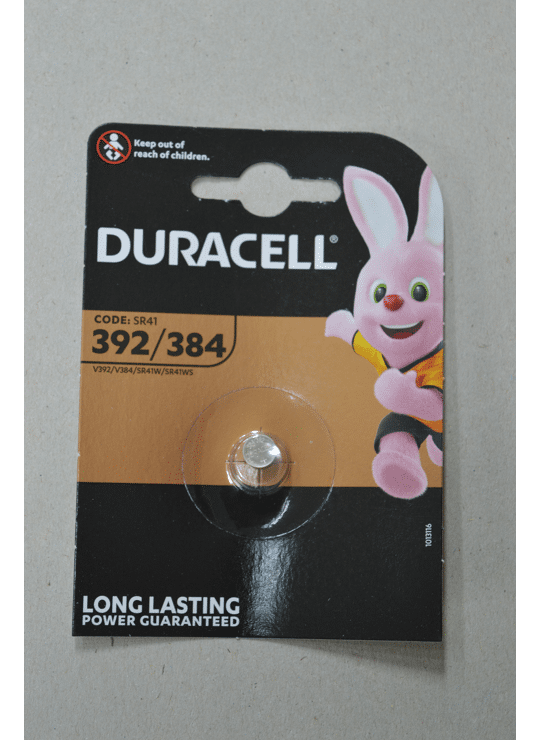 Keep out of
reach of children.
DURACELL®
CODE: SR41
392/384
V392/V384/SR41W/SR41WS
1013116
LONG LASTING
POWER GUARANTEED